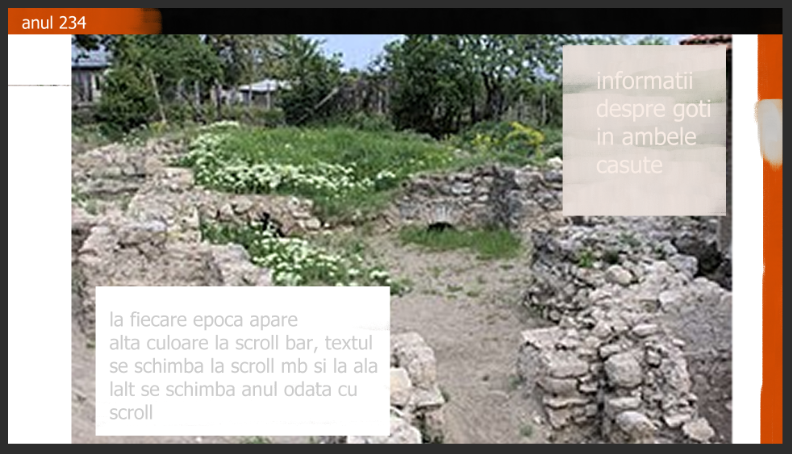 anul 234
informatii
despre goti
in ambele
casute
la fiecare epoca apare
alta culoare la scroll bar, textul
se schimba la scroll mb si la ala
lalt se schimba anul odata cu
scroll